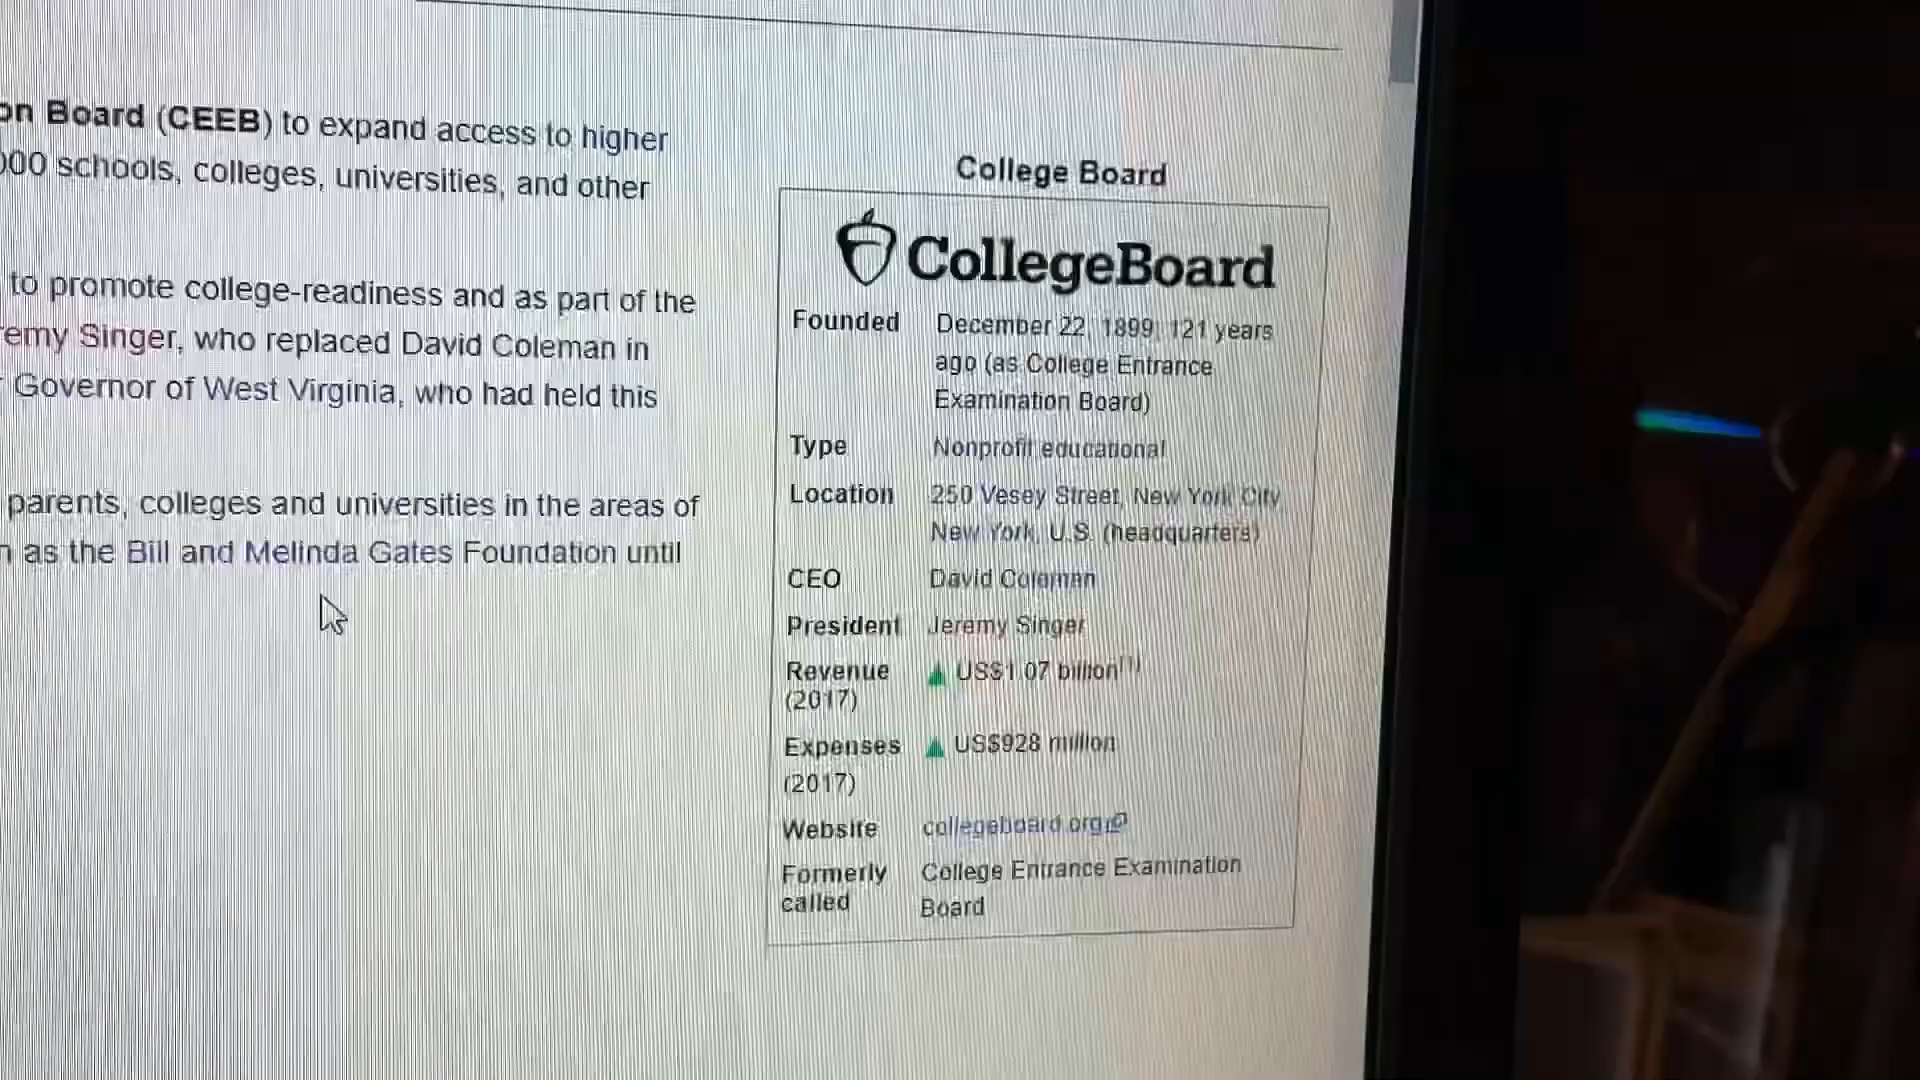 on Board (CEEB) to expand access to higher
000 schools, colleges, universities, and other
to promote college-readiness and as part of the
remy Singer, who replaced David Coleman in
Governor of West Virginia, who had held this
parents, colleges and universities in the areas of
as the Bill and Melinda Gates Foundation until
College Board
CollegeBoard
Founded December 22, 1899; 121 years
ago (as College Entrance
Examination Board)
Type Nonprofit educational
Location 250 Vesey Street, New York City
New York, U.S. (headquarters)
CEO David Coleman
President Jeremy Singer
Revenue ▲ US$1.07 billion[1]
(2017)
Expenses ▲ US$928 million
(2017)
Website collegeboard.org
Formerly College Entrance Examination
called Board